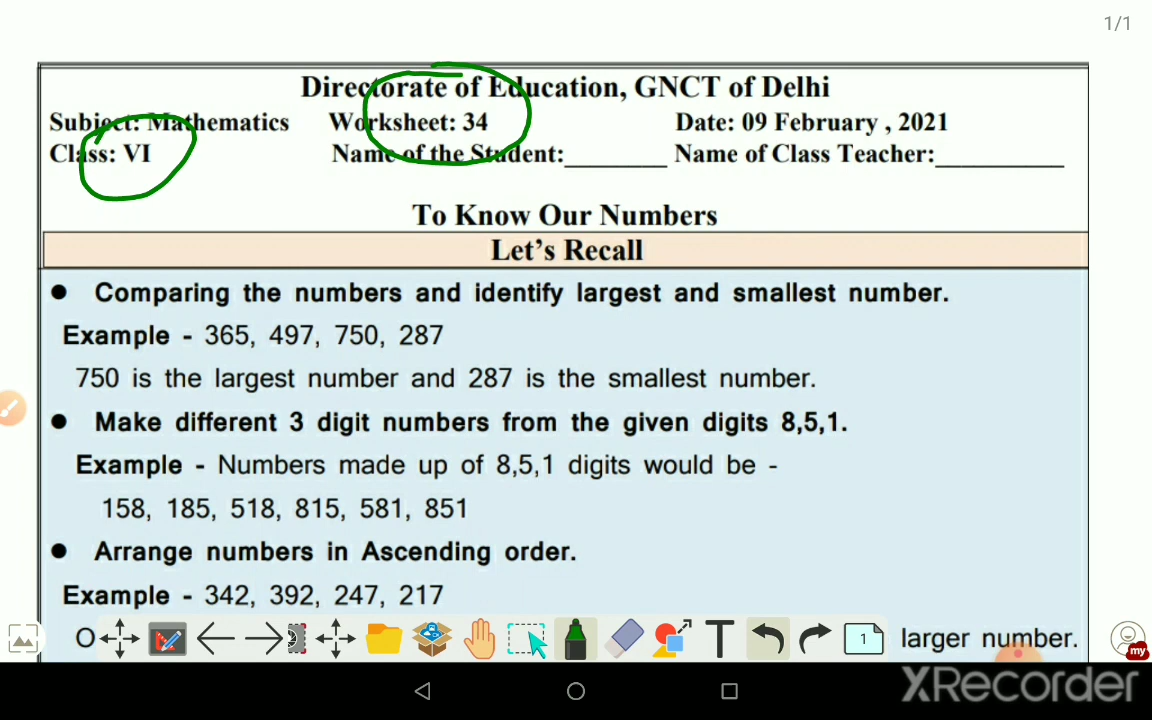 1/1
Directorate of Education, GNCT of Delhi
Subject: Mathematics Worksheet: 34 Date: 09 February , 2021
Class: VI Name of the Student:________ Name of Class Teacher:__________
To Know Our Numbers
Let's Recall
● Comparing the numbers and identify largest and smallest number.
Example - 365, 497, 750, 287
750 is the largest number and 287 is the smallest number.
● Make different 3 digit numbers from the given digits 8,5,1.
Example - Numbers made up of 8,5,1 digits would be -
158, 185, 518, 815, 581, 851
● Arrange numbers in Ascending order.
Example - 342, 392, 247, 217
larger number.
T 1 my
XRecorder